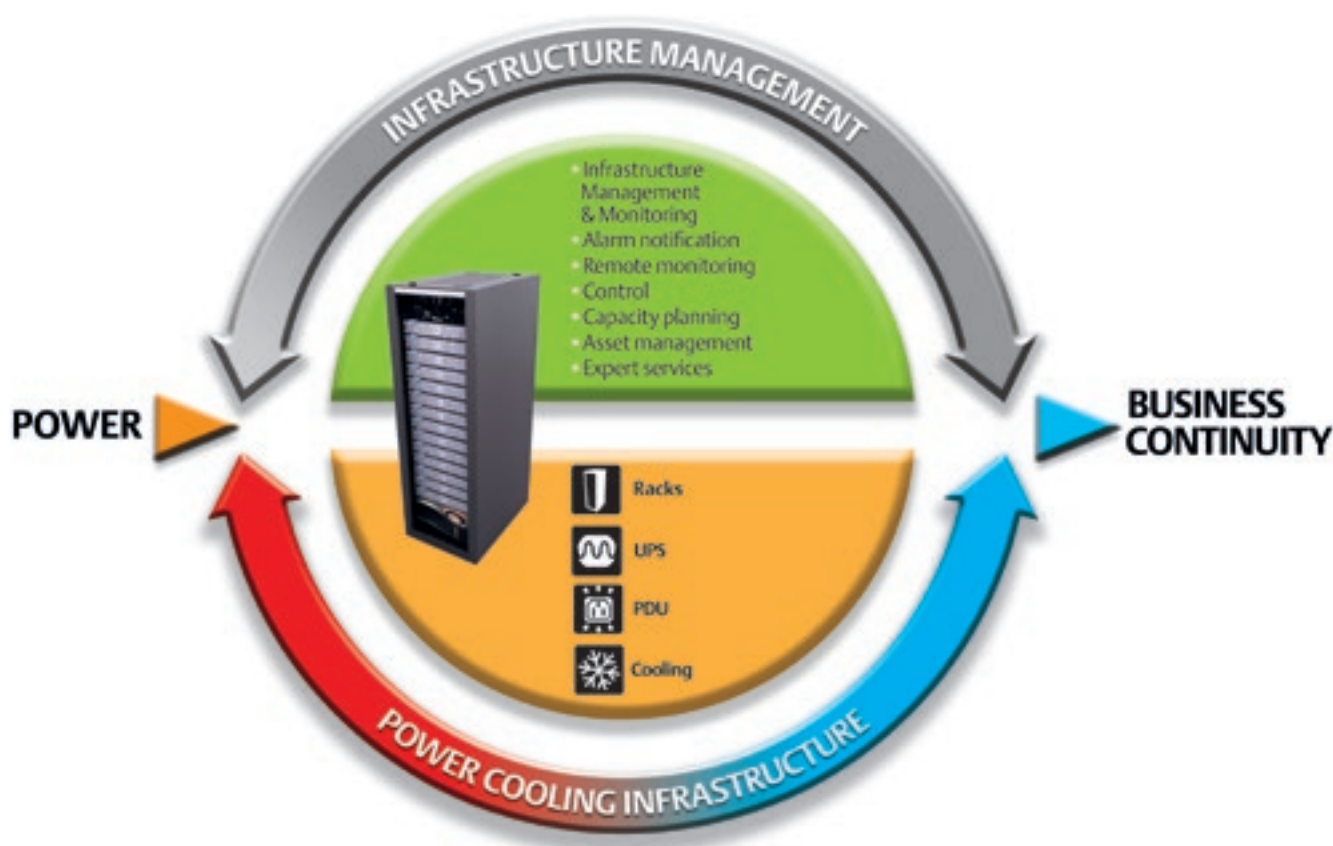 INFRASTRUCTURE MANAGEMENT
• Infrastructure
Management
& Monitoring
• Alarm notification
• Remote monitoring
• Control
• Capacity planning
• Asset management
• Expert services
POWER
BUSINESS
CONTINUITY
Racks
UPS
PDU
Cooling
POWER COOLING INFRASTRUCTURE